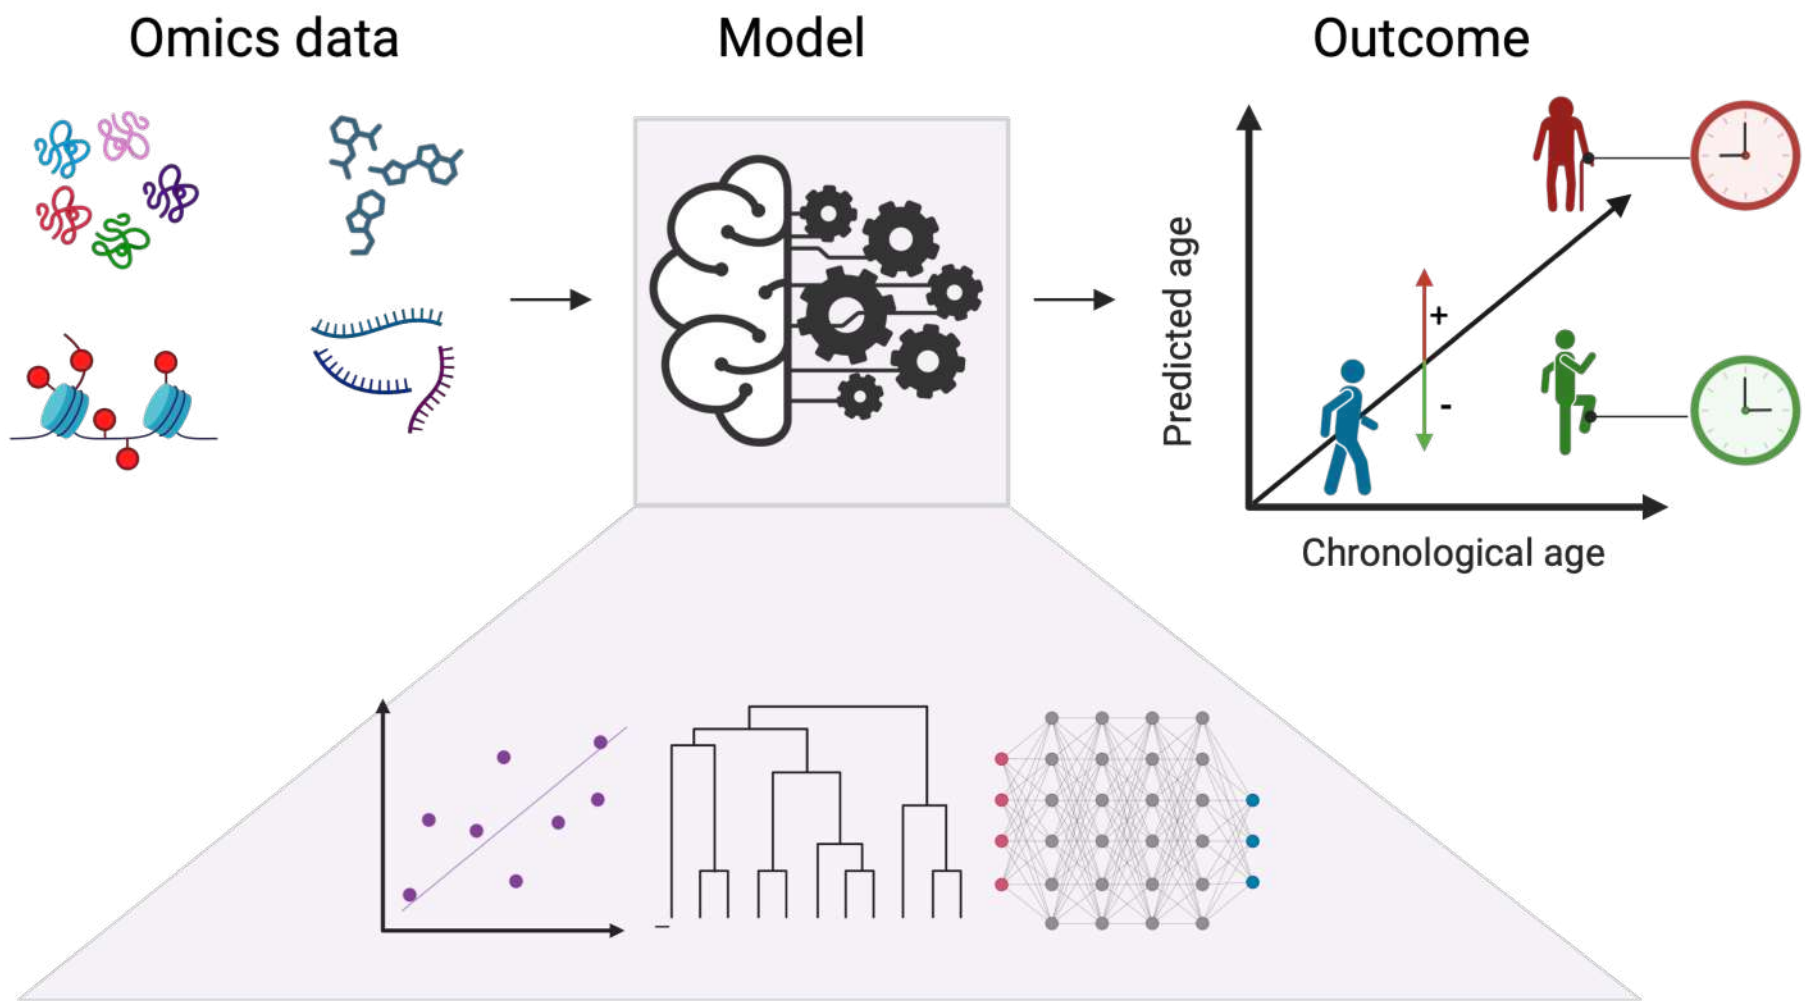 Omics data
Model
Outcome
Predicted age
+
-
Chronological age